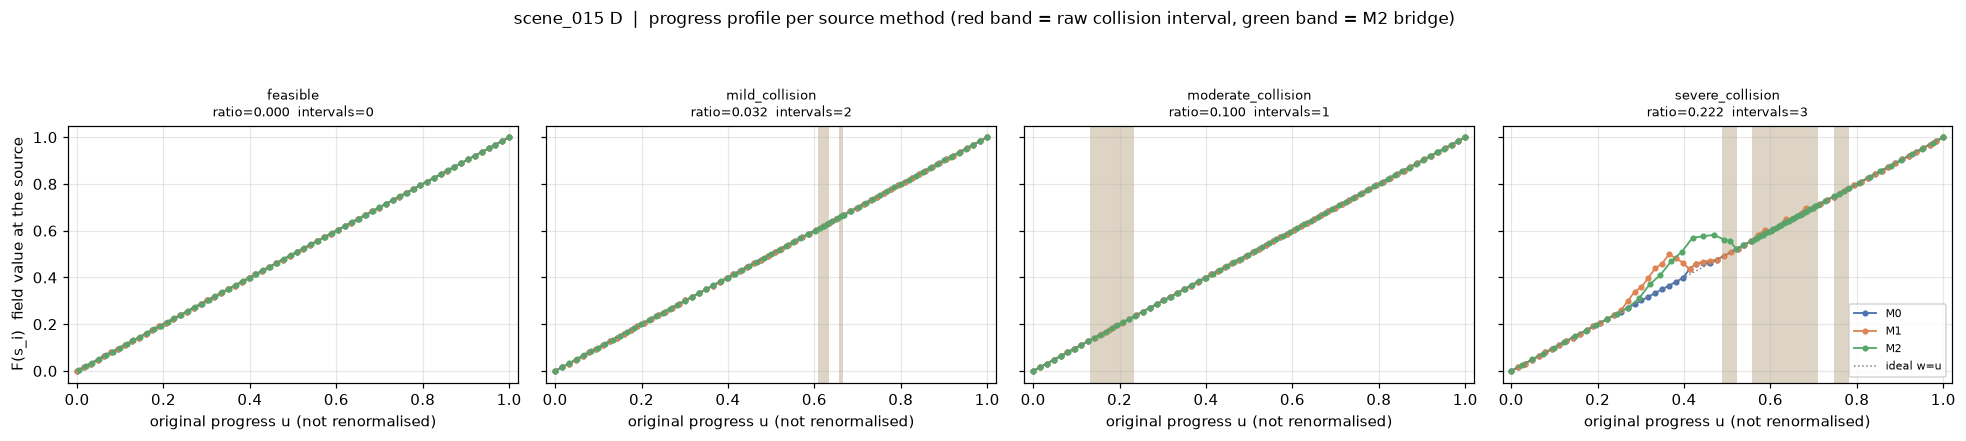 scene_015 D  |  progress profile per source method (red band = raw collision interval, green band = M2 bridge)
feasible
ratio=0.000  intervals=0
mild_collision
ratio=0.032  intervals=2
moderate_collision
ratio=0.100  intervals=1
severe_collision
ratio=0.222  intervals=3
F(s_i)  field value at the source
1.0
0.8
0.6
0.4
0.2
0.0
M0
M1
M2
ideal w=u
0.0 0.2 0.4 0.6 0.8 1.0
0.0 0.2 0.4 0.6 0.8 1.0
0.0 0.2 0.4 0.6 0.8 1.0
0.0 0.2 0.4 0.6 0.8 1.0
original progress u (not renormalised)
original progress u (not renormalised)
original progress u (not renormalised)
original progress u (not renormalised)